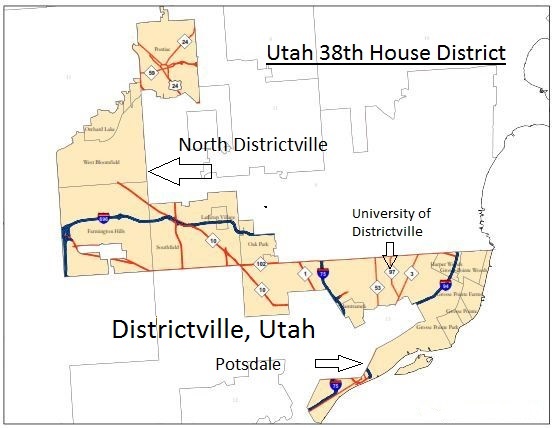 Utah 38th House District
24
Pontiac
59
24
Orchard Lake
North Districtville
West Bloomfield
696
Farmington Hills
Lathrup Village
Southfield
10
Oak Park
University of
Districtville
102
1
75
97
3
53
94
Harper Woods
Grosse Pointe Woods
Grosse Pointe Farms
Grosse Pointe
Grosse Pointe Park
Hamtramck
10
Districtville, Utah
Potsdale
75